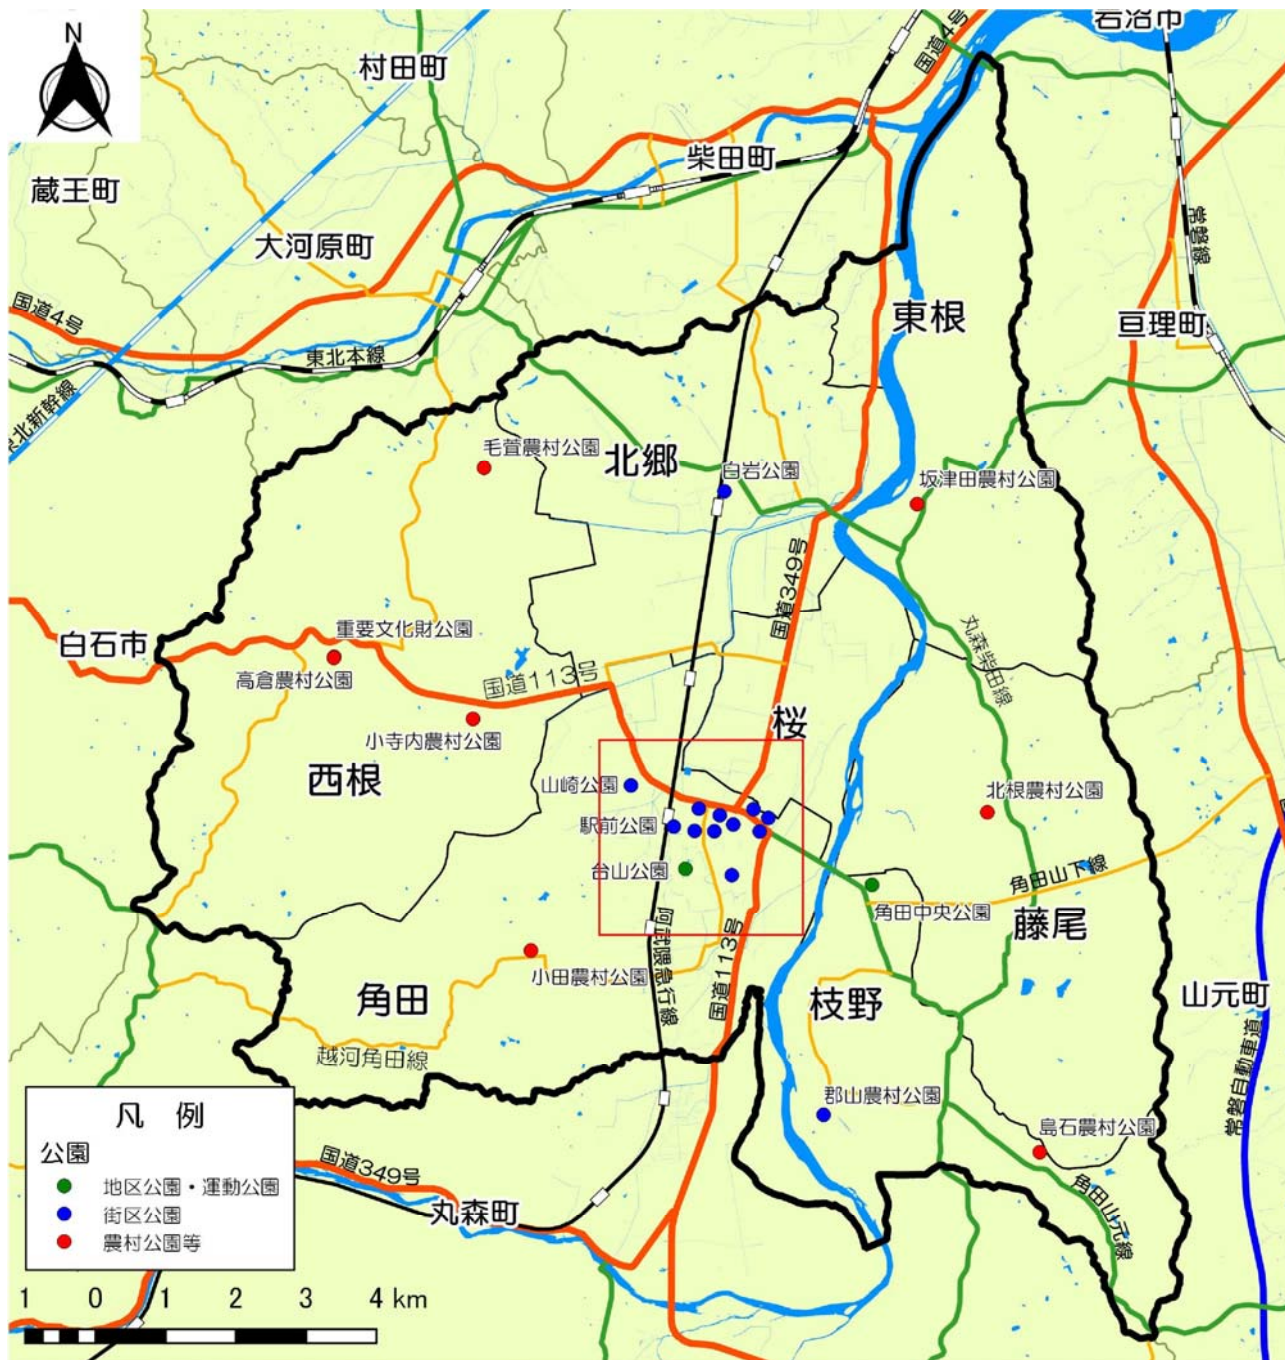 N
岩沼市
国道4号
村田町
柴田町
蔵王町
常磐線
大河原町
国道4号
東根
亘理町
東北本線
東北新幹線
毛萱農村公園
北郷
白岩公園
坂津田農村公園
国道349号
重要文化財公園
白石市
丸森柴田線
高倉農村公園
国道113号
桜
小寺内農村公園
西根
山崎公園
北根農村公園
駅前公園
台山公園
角田山下線
角田中央公園
藤尾
阿武隈急行線
国道113号
小田農村公園
角田
枝野
山元町
越河角田線
常磐自動車道
郡山農村公園
島石農村公園
凡 例
公園
地区公園・運動公園
街区公園
農村公園等
国道349号
丸森町
角田山元線
1 0 1 2 3 4 km